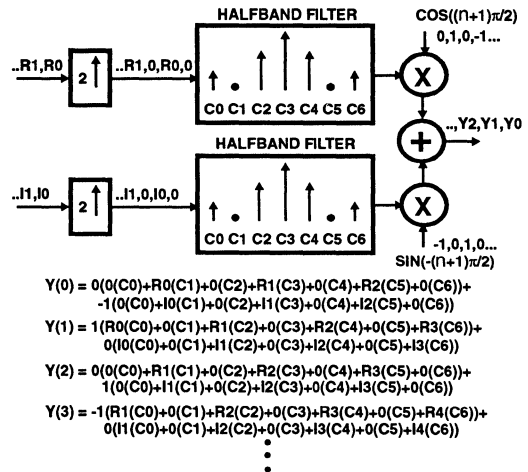 HALFBAND FILTER
COS((n+1)π/2)
0,1,0,-1...
..R1,R0
2
..R1,0,R0,0
C0 C1 C2 C3 C4 C5 C6
X
+
..,Y2,Y1,Y0
HALFBAND FILTER
..I1,I0
2
..I1,0,I0,0
C0 C1 C2 C3 C4 C5 C6
X
-1,0,1,0...
SIN(-(n+1)π/2)
Y(0) = 0(0(C0)+R0(C1)+0(C2)+R1(C3)+0(C4)+R2(C5)+0(C6))+
-1(0(C0)+I0(C1)+0(C2)+I1(C3)+0(C4)+I2(C5)+0(C6))
Y(1) = 1(R0(C0)+0(C1)+R1(C2)+0(C3)+R2(C4)+0(C5)+R3(C6))+
0(I0(C0)+0(C1)+I1(C2)+0(C3)+I2(C4)+0(C5)+I3(C6))
Y(2) = 0(0(C0)+R1(C1)+0(C2)+R2(C3)+0(C4)+R3(C5)+0(C6))+
1(0(C0)+I1(C1)+0(C2)+I2(C3)+0(C4)+I3(C5)+0(C6))
Y(3) = -1(R1(C0)+0(C1)+R2(C2)+0(C3)+R3(C4)+0(C5)+R4(C6))+
0(I1(C0)+0(C1)+I2(C2)+0(C3)+I3(C4)+0(C5)+I4(C6))